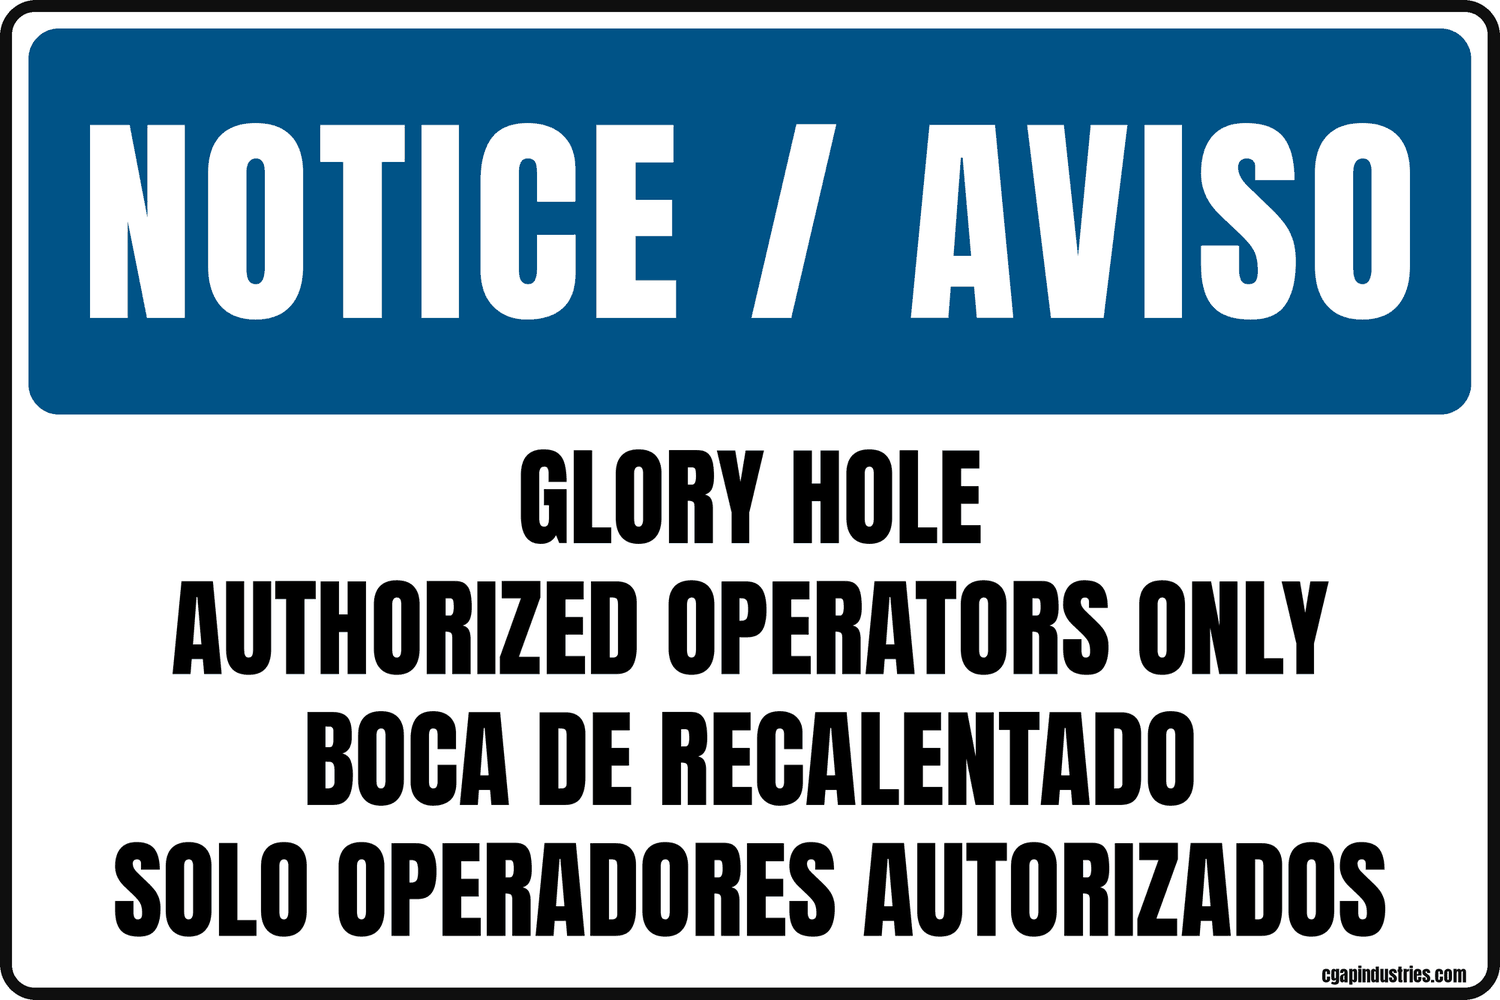 NOTICE / AVISO
GLORY HOLE
AUTHORIZED OPERATORS ONLY
BOCA DE RECALENTADO
SOLO OPERADORES AUTORIZADOS
cgapindustries.com